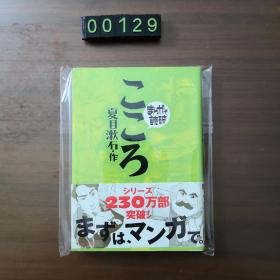 00129
こころ
まんがで読破
夏目漱石・作
シリーズ
230万部
突破!
まずは、マンガで。